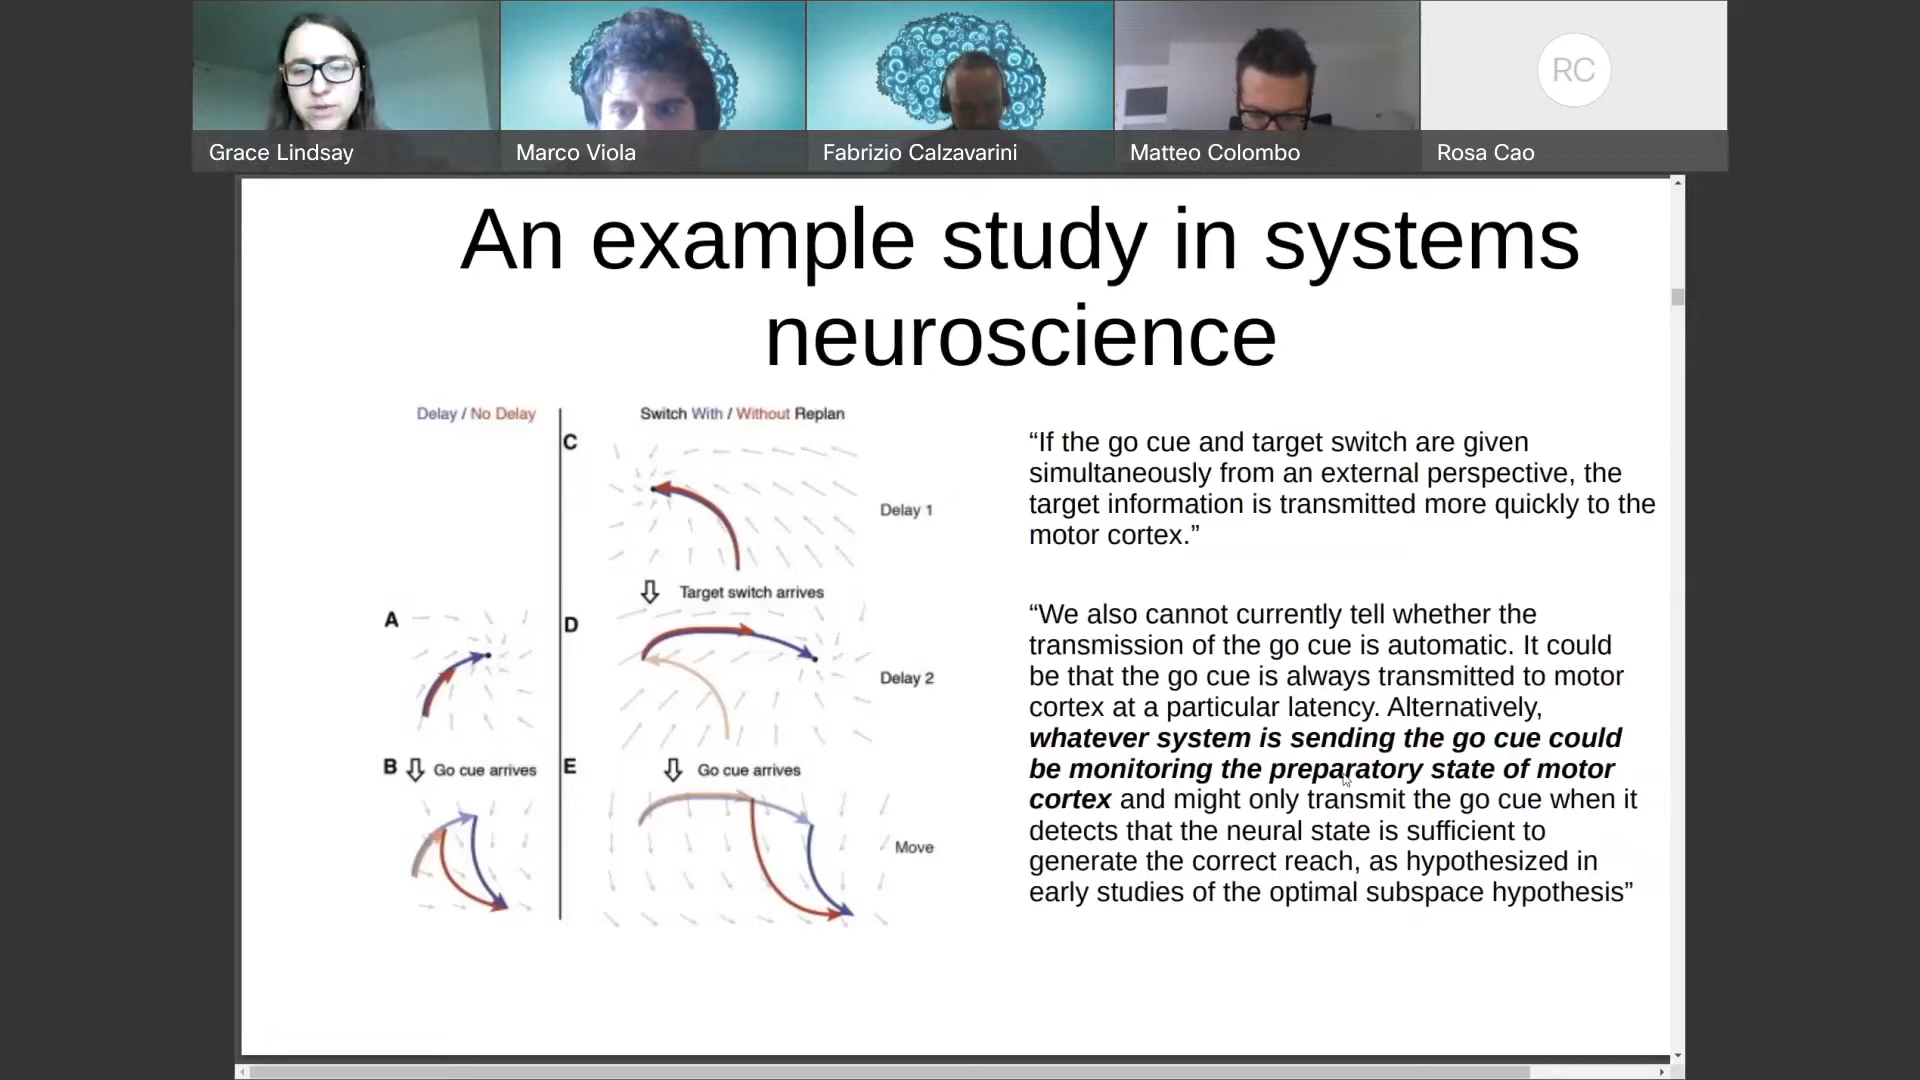 RC
Grace Lindsay
Marco Viola
Fabrizio Calzavarini
Matteo Colombo
Rosa Cao
An example study in systems
neuroscience
Delay / No Delay
Switch With / Without Replan
C
Delay 1
Target switch arrives
A
D
Delay 2
B
Go cue arrives
E
Go cue arrives
Move
“If the go cue and target switch are given
simultaneously from an external perspective, the
target information is transmitted more quickly to the
motor cortex.”
“We also cannot currently tell whether the
transmission of the go cue is automatic. It could
be that the go cue is always transmitted to motor
cortex at a particular latency. Alternatively,
whatever system is sending the go cue could
be monitoring the preparatory state of motor
cortex and might only transmit the go cue when it
detects that the neural state is sufficient to
generate the correct reach, as hypothesized in
early studies of the optimal subspace hypothesis”